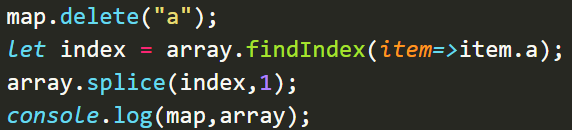 map.delete("a");
let index = array.findIndex(item=>item.a);
array.splice(index,1);
console.log(map,array);